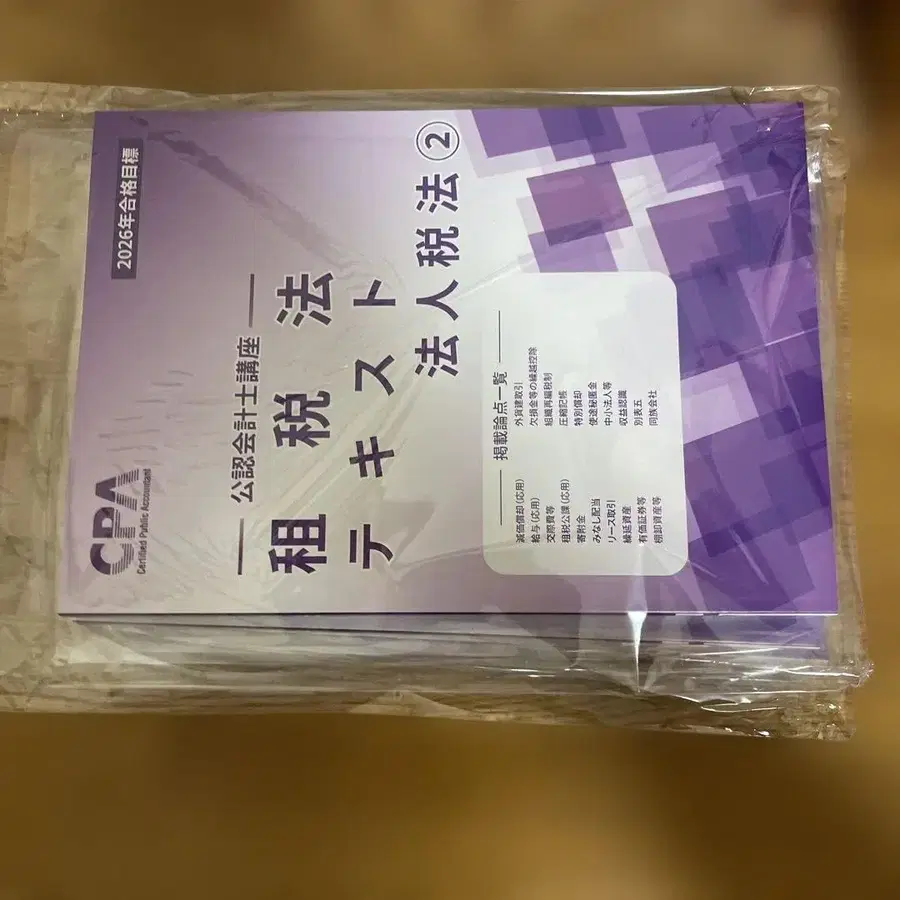 CPA
Certified Public Accountant
2026年合格目標
公認会計士講座
租税法
テキスト
法人税法②
掲載論点一覧
減価償却(応用)
給与(応用)
交際費等
租税公課(応用)
寄附金
みなし配当
リース取引
繰延資産
有価証券等
棚卸資産等
外貨建取引
欠損金等の繰越控除
組織再編税制
圧縮記帳
特別償却
使途秘匿金
中小法人等
収益認識
別表五
同族会社